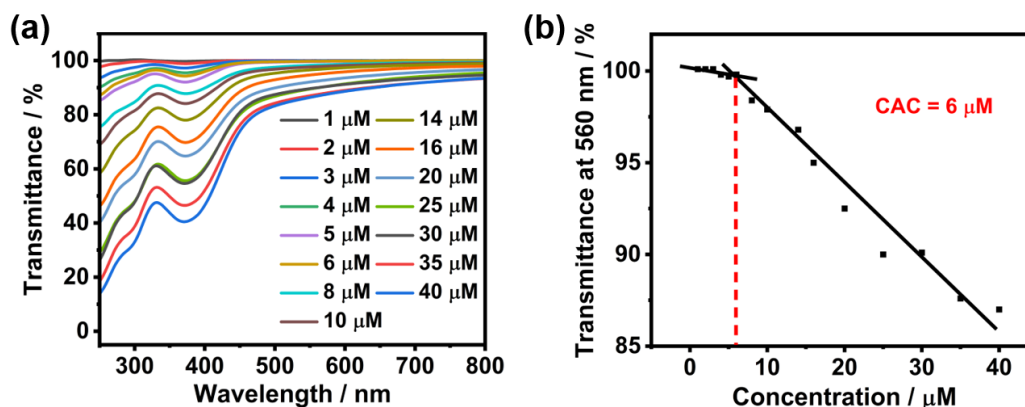 (a)
Transmittance / %
100
80
60
40
20
0
1 μM
2 μM
3 μM
4 μM
5 μM
6 μM
8 μM
10 μM
14 μM
16 μM
20 μM
25 μM
30 μM
35 μM
40 μM
300 400 500 600 700 800
Wavelength / nm
(b)
Transmittance at 560 nm / %
100
95
90
85
CAC = 6 μM
0 10 20 30 40
Concentration / μM